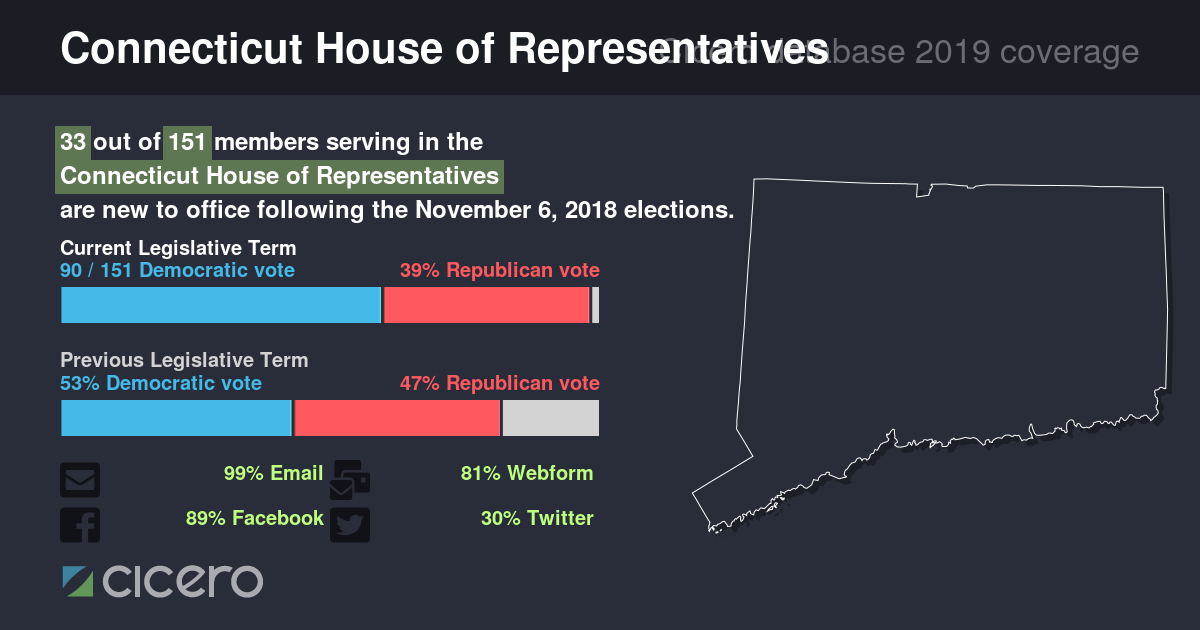 Connecticut House of Representatives
database 2019 coverage
33 out of 151 members serving in the
Connecticut House of Representatives
are new to office following the November 6, 2018 elections.
Current Legislative Term
90 / 151 Democratic vote 39% Republican vote
Previous Legislative Term
53% Democratic vote 47% Republican vote
99% Email 81% Webform
89% Facebook 30% Twitter
cicero